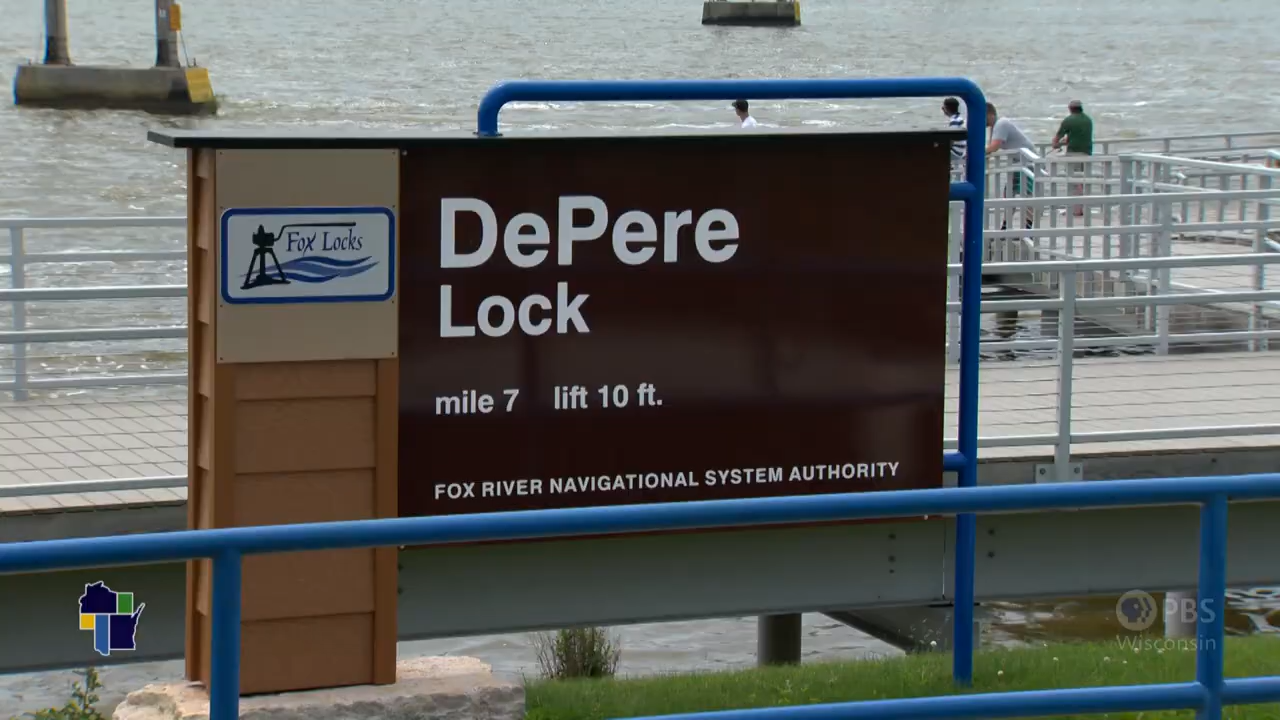 Fox Locks
DePere
Lock
mile 7 lift 10 ft.
FOX RIVER NAVIGATIONAL SYSTEM AUTHORITY
PBS
Wisconsin